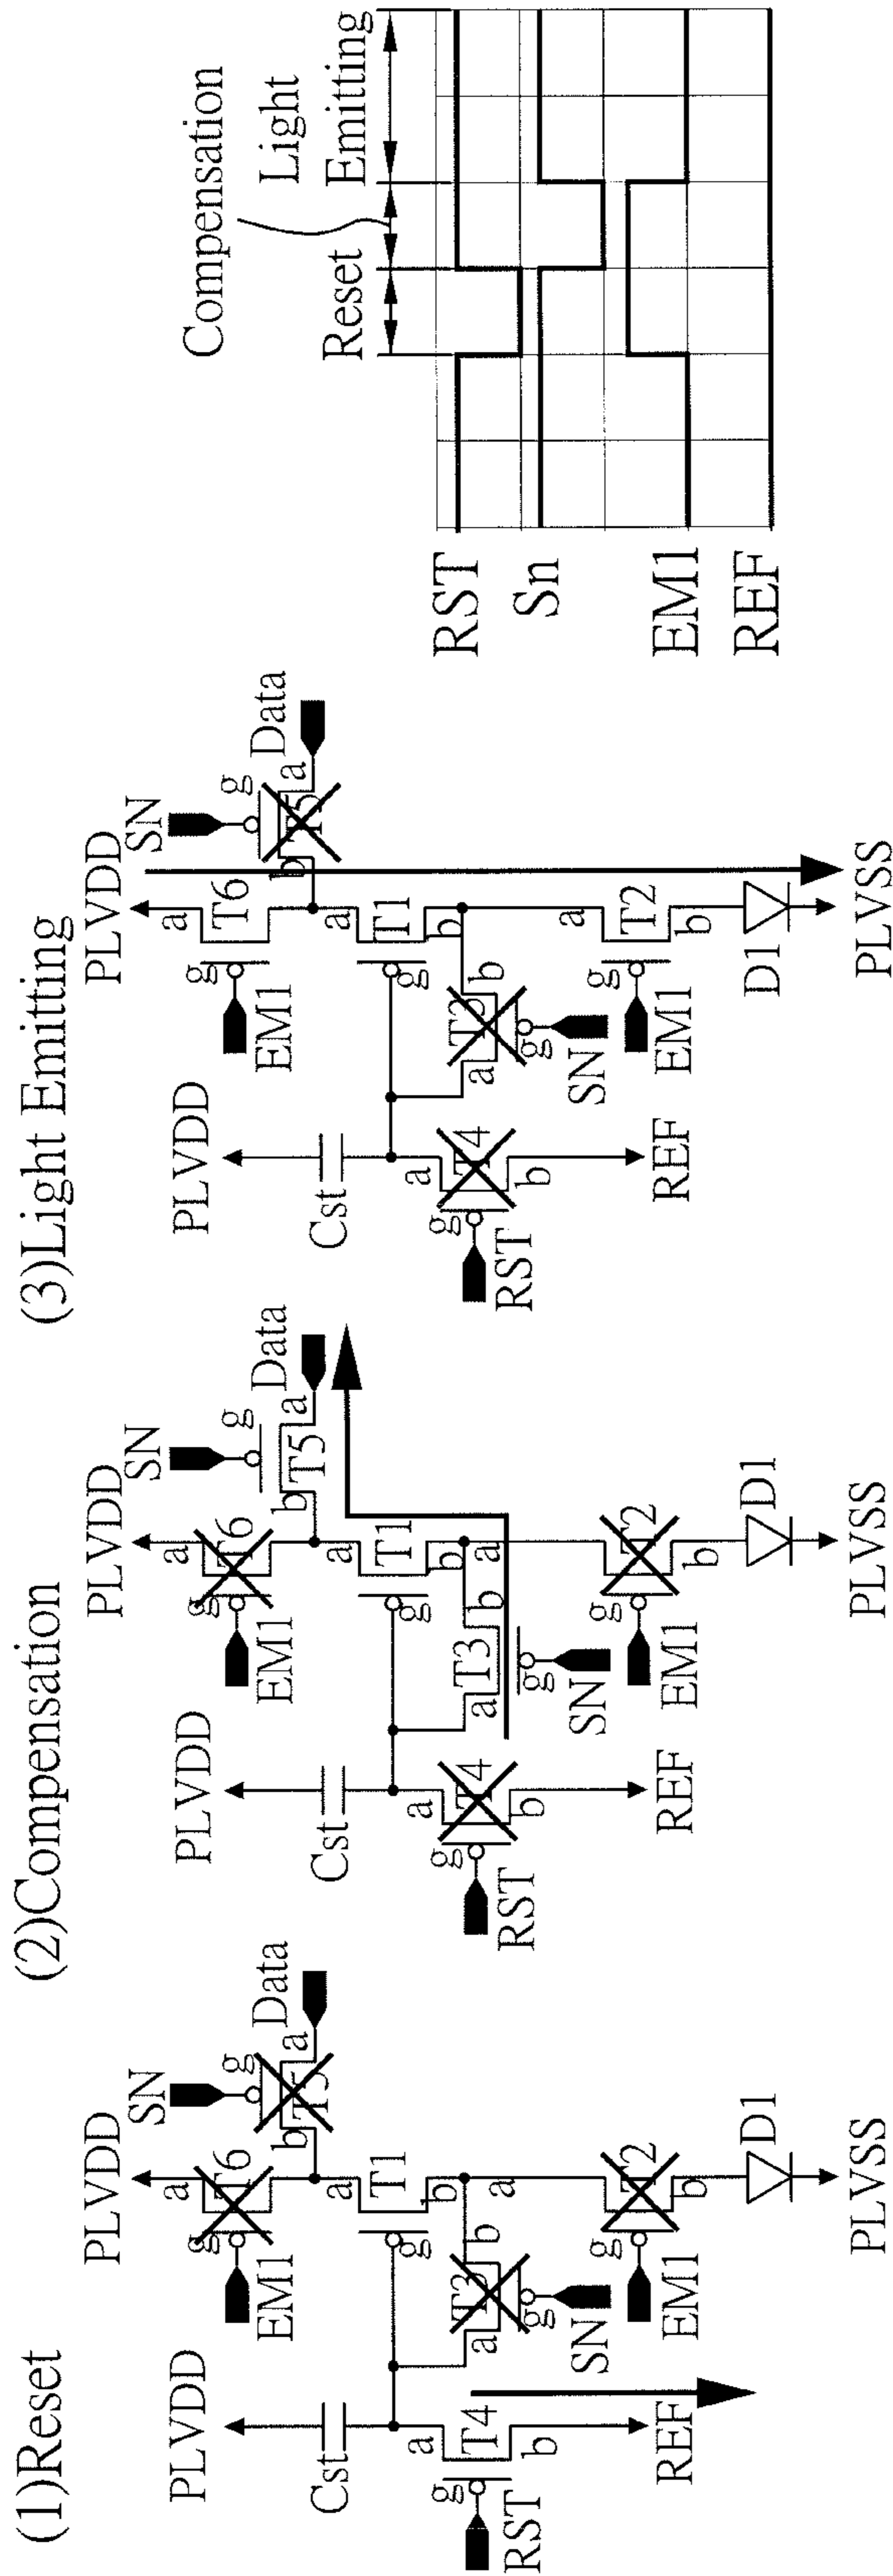 (1)Reset
PLVDD
PLVDD
SN
a
g
T6
g
Data
EM1
b
T5
a
a
Cst
T1
g
b
a
b
T3
a
g
T4
g
SN
a
T2
g
b
RST
b
EM1
REF
D1
PLVSS
(2)Compensation
PLVDD
PLVDD
SN
a
g
T6
g
Data
EM1
b
T5
a
a
Cst
T1
g
b
a
b
T3
a
g
T4
g
SN
a
T2
g
b
RST
b
EM1
REF
D1
PLVSS
(3)Light Emitting
PLVDD
PLVDD
SN
a
T6
g
g
Data
EM1
b
T5
a
a
Cst
T1
g
b
b
T3
a
g
T4
g
SN
a
a
T2
g
b
RST
b
EM1
REF
D1
PLVSS
Compensation
Reset
Light
Emitting
RST
Sn
EM1
REF